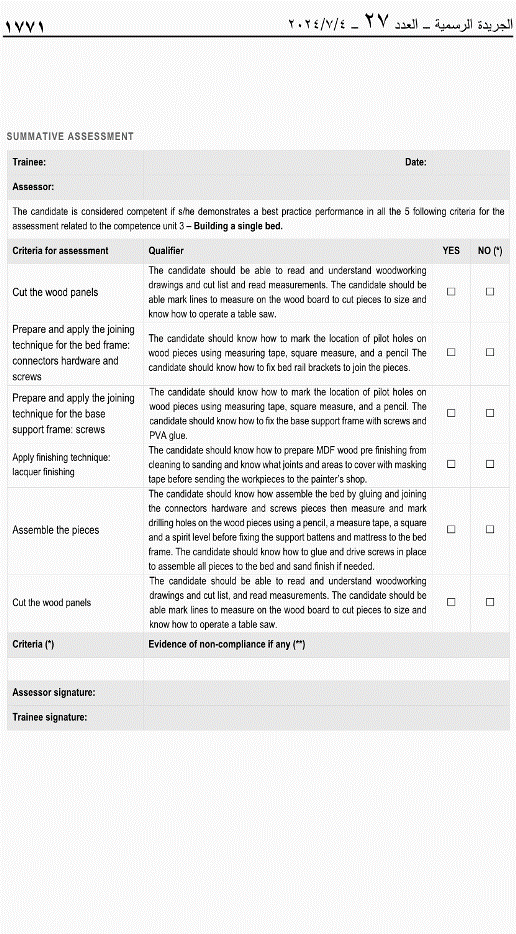 ١٧٧١
الجريدة الرسمية – العدد ٢٧ – ٢٠٢٤/٧/٤
SUMMATIVE ASSESSMENT
Trainee: Date:
Assessor:
The candidate is considered competent if s/he demonstrates a best practice performance in all the 5 following criteria for the
assessment related to the competence unit 3 – Building a single bed.
Criteria for assessment Qualifier YES NO (*)
Cut the wood panels
The candidate should be able to read and understand woodworking
drawings and cut list and read measurements. The candidate should be
able mark lines to measure on the wood board to cut pieces to size and
know how to operate a table saw.
☐ ☐
Prepare and apply the joining
technique for the bed frame:
connectors hardware and
screws
The candidate should know how to mark the location of pilot holes on
wood pieces using measuring tape, square measure, and a pencil The
candidate should know how to fix bed rail brackets to join the pieces.
☐ ☐
Prepare and apply the joining
technique for the base
support frame: screws
The candidate should know how to mark the location of pilot holes on
wood pieces using measuring tape, square measure, and a pencil. The
candidate should know how to fix the base support frame with screws and
PVA glue.
☐ ☐
Apply finishing technique:
lacquer finishing
The candidate should know how to prepare MDF wood pre finishing from
cleaning to sanding and know what joints and areas to cover with masking
tape before sending the workpieces to the painter's shop.
☐ ☐
Assemble the pieces
The candidate should know how assemble the bed by gluing and joining
the connectors hardware and screws pieces then measure and mark
drilling holes on the wood pieces using a pencil, a measure tape, a square
and a spirit level before fixing the support battens and mattress to the bed
frame. The candidate should know how to glue and drive screws in place
to assemble all pieces to the bed and sand finish if needed.
☐ ☐
Cut the wood panels
The candidate should be able to read and understand woodworking
drawings and cut list, and read measurements. The candidate should be
able mark lines to measure on the wood board to cut pieces to size and
know how to operate a table saw.
☐ ☐
Criteria (*) Evidence of non-compliance if any (**)
Assessor signature:
Trainee signature: